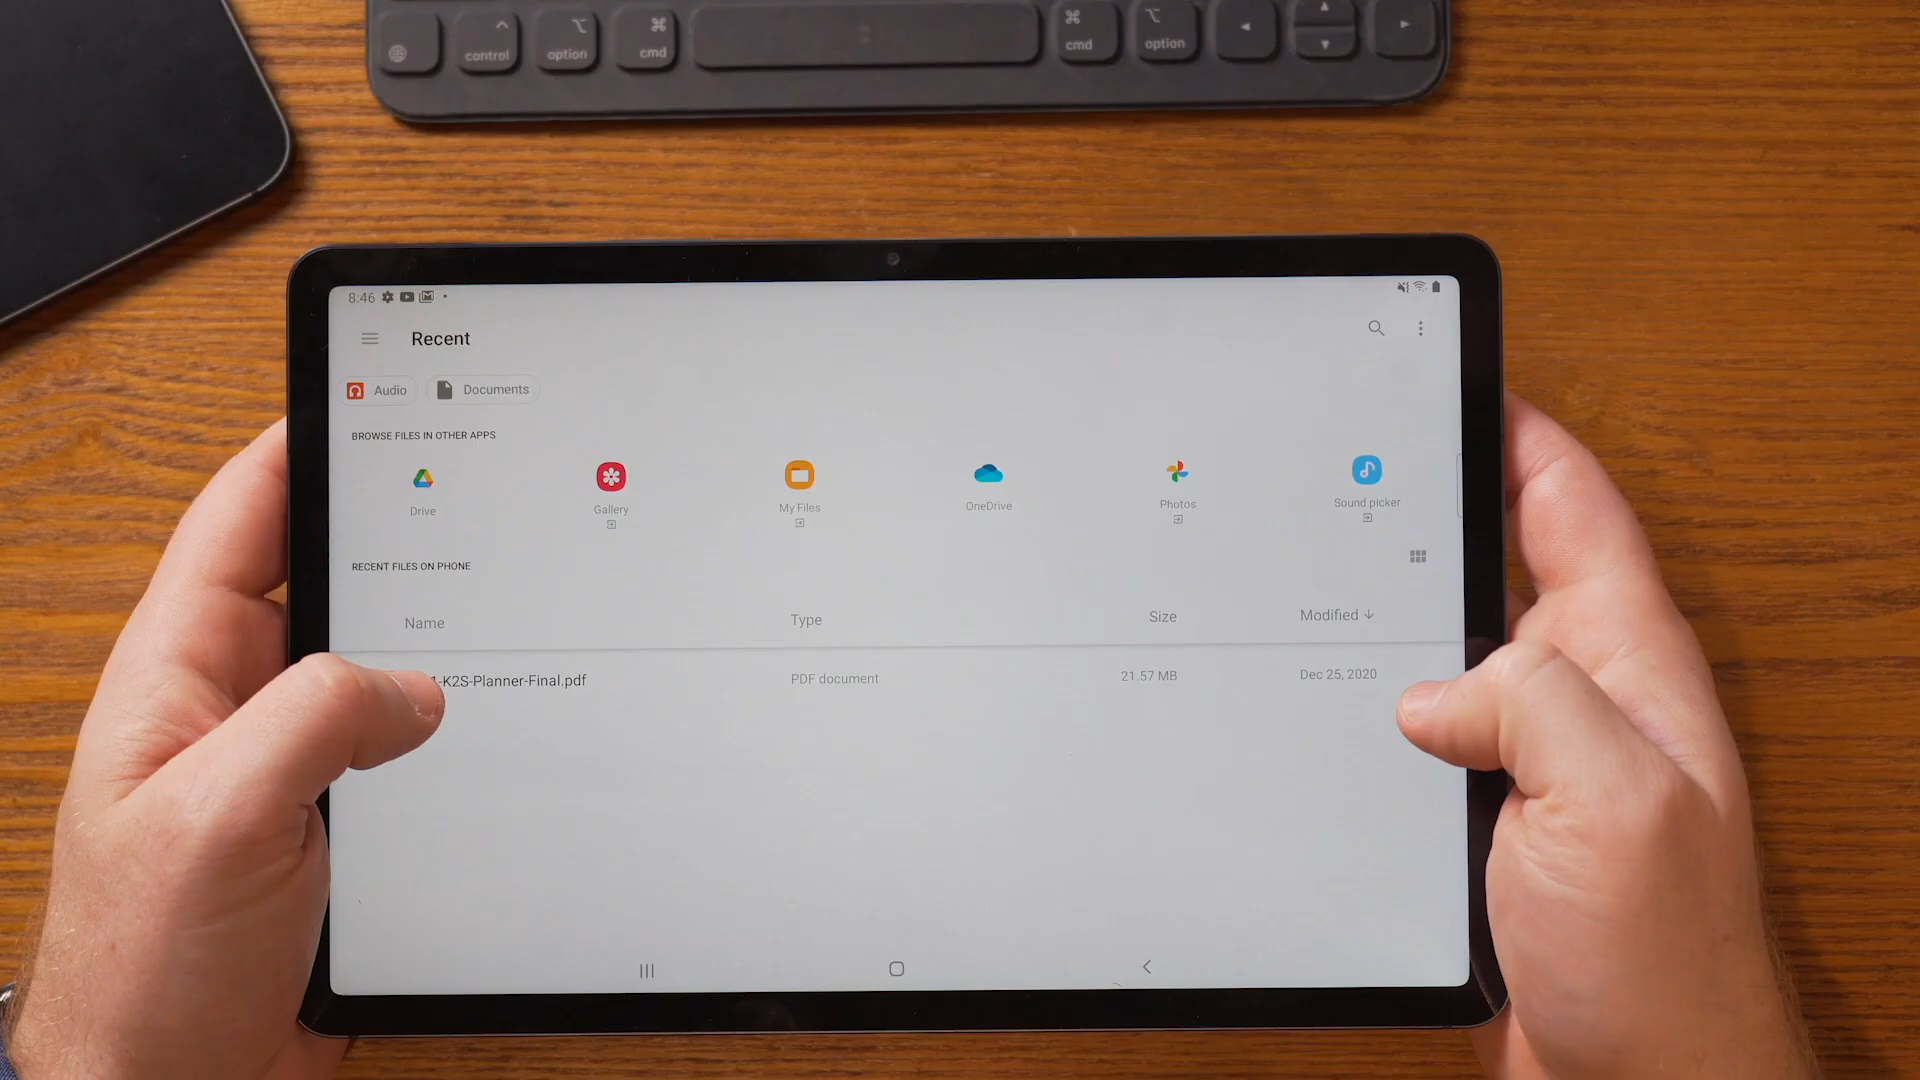 control
option
cmd
cmd
option
8:46
Recent
Audio
Documents
BROWSE FILES IN OTHER APPS
Drive
Gallery
My Files
OneDrive
Photos
Sound picker
RECENT FILES ON PHONE
Name
Type
Size
Modified
-K2S-Planner-Final.pdf
PDF document
21.57 MB
Dec 25, 2020